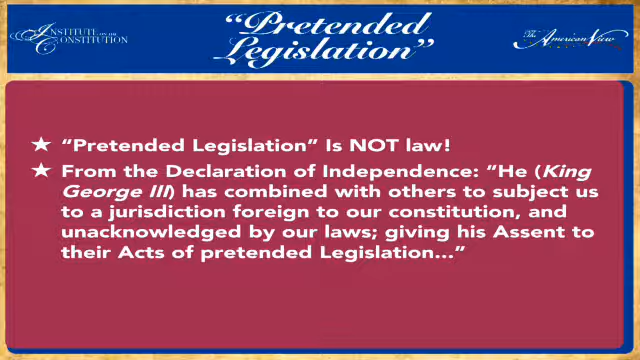 INSTITUTE ON THE
CONSTITUTION
"Pretended
Legislation"
The American View
"Pretended Legislation" Is NOT law!
From the Declaration of Independence: "He (King
George III) has combined with others to subject us
to a jurisdiction foreign to our constitution, and
unacknowledged by our laws; giving his Assent to
their Acts of pretended Legislation..."